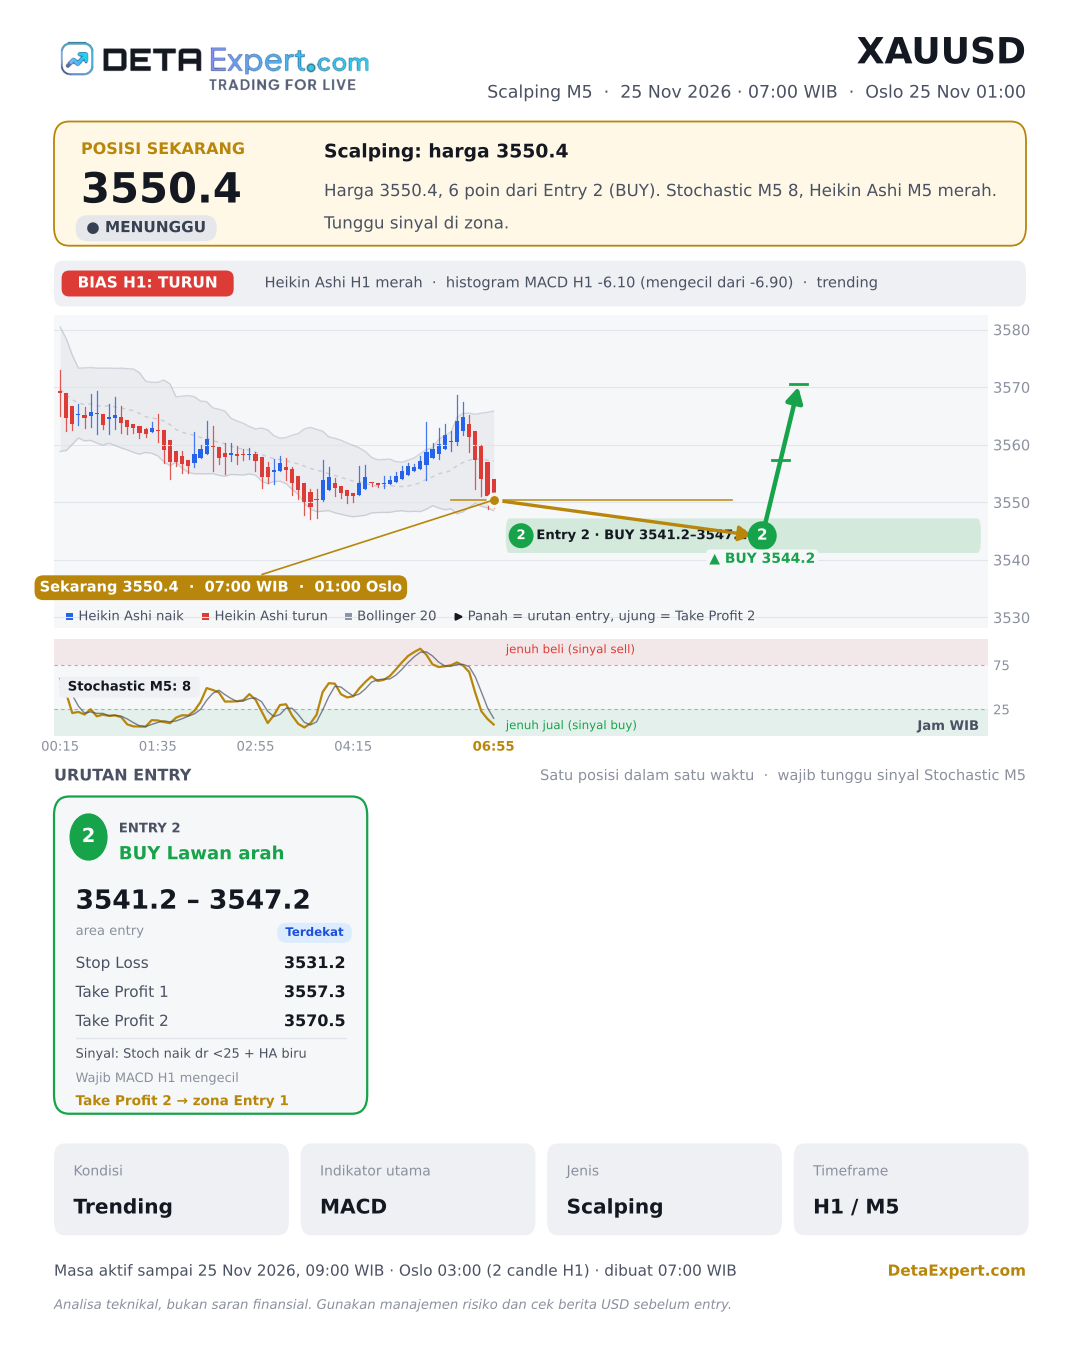 DETA Expert.com
TRADING FOR LIVE
XAUUSD
Scalping M5 · 25 Nov 2026 · 07:00 WIB · Oslo 25 Nov 01:00
POSISI SEKARANG
3550.4
● MENUNGGU
Scalping: harga 3550.4
Harga 3550.4, 6 poin dari Entry 2 (BUY). Stochastic M5 8, Heikin Ashi M5 merah.
Tunggu sinyal di zona.
BIAS H1: TURUN
Heikin Ashi H1 merah · histogram MACD H1 -6.10 (mengecil dari -6.90) · trending
3580
3570
3560
3550
3540
3530
2 Entry 2 · BUY 3541.2–3547.
2
▲ BUY 3544.2
Sekarang 3550.4 · 07:00 WIB · 01:00 Oslo
Heikin Ashi naik
Heikin Ashi turun
Bollinger 20
Panah = urutan entry, ujung = Take Profit 2
jenuh beli (sinyal sell)
75
Stochastic M5: 8
25
jenuh jual (sinyal buy)
Jam WIB
00:15 01:35 02:55 04:15 06:55
URUTAN ENTRY
Satu posisi dalam satu waktu · wajib tunggu sinyal Stochastic M5
2
ENTRY 2
BUY Lawan arah
3541.2 – 3547.2
area entry
Terdekat
Stop Loss 3531.2
Take Profit 1 3557.3
Take Profit 2 3570.5
Sinyal: Stoch naik dr <25 + HA biru
Wajib MACD H1 mengecil
Take Profit 2 → zona Entry 1
Kondisi
Trending
Indikator utama
MACD
Jenis
Scalping
Timeframe
H1 / M5
Masa aktif sampai 25 Nov 2026, 09:00 WIB · Oslo 03:00 (2 candle H1) · dibuat 07:00 WIB
DetaExpert.com
Analisa teknikal, bukan saran finansial. Gunakan manajemen risiko dan cek berita USD sebelum entry.